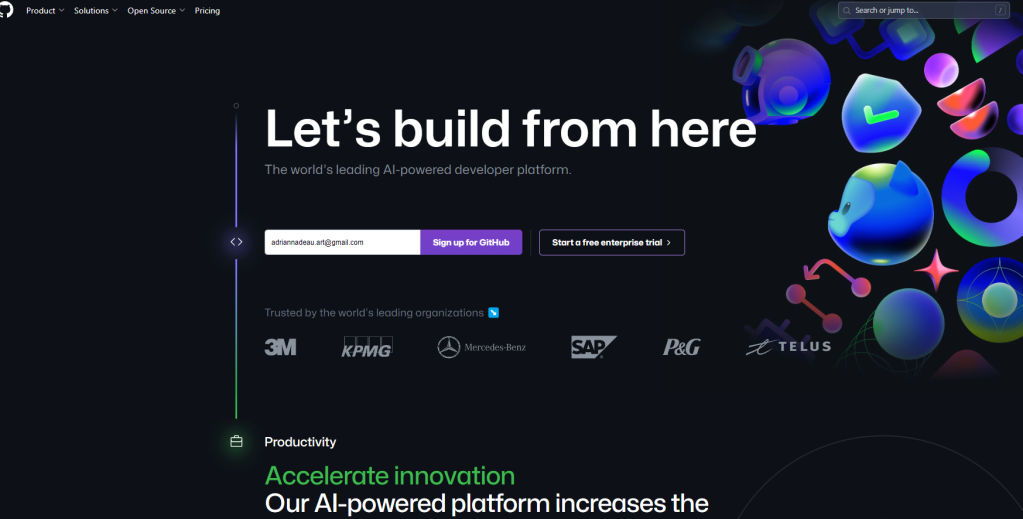 Product Solutions Open Source Pricing
Search or jump to... /
Let's build from here
The world's leading AI-powered developer platform.
adriannadeau.art@gmail.com Sign up for GitHub Start a free enterprise trial
Trusted by the world's leading organizations
3M KPMG Mercedes-Benz SAP P&G TELUS
Productivity
Accelerate innovation
Our AI-powered platform increases the